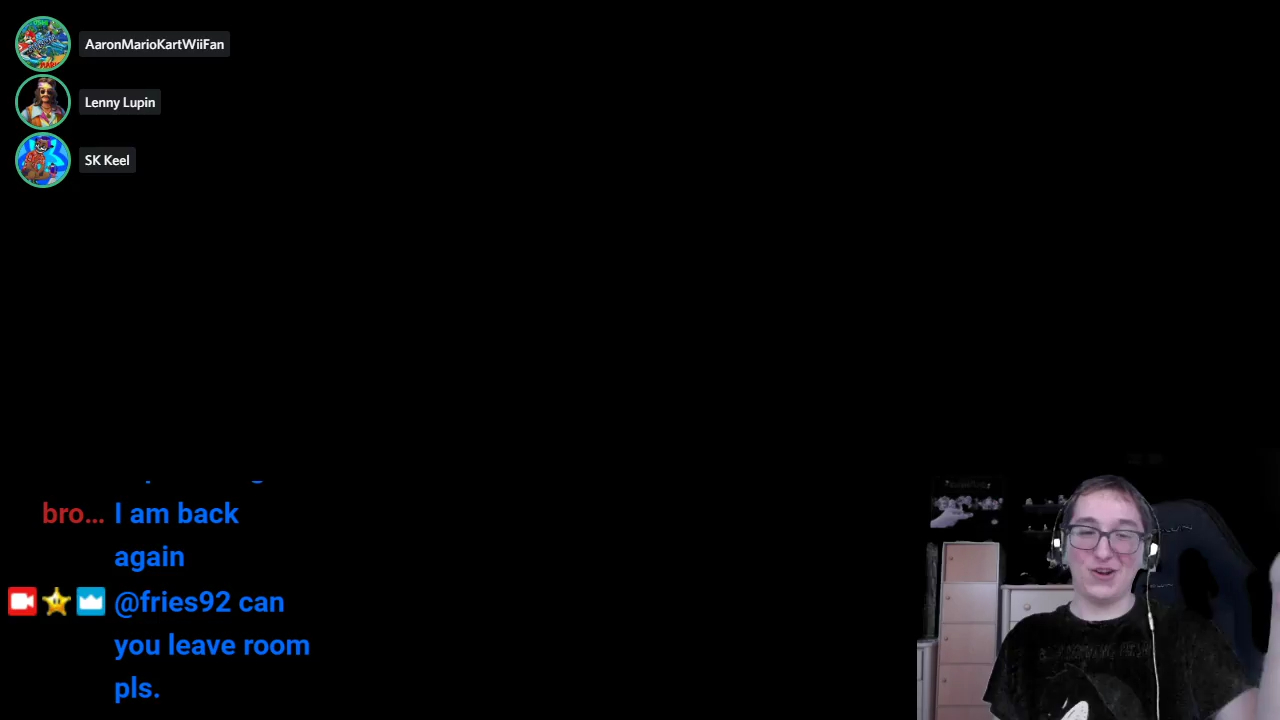 AaronMarioKartWiiFan
Lenny Lupin
SK Keel
bro... I am back
again
@fries92 can
you leave room
pls.